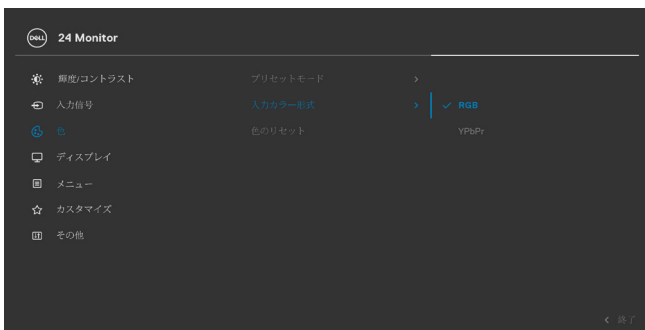 DELL 24 Monitor
輝度/コントラスト プリセットモード >
入力信号 入力カラー形式 > ✓ RGB
色 色のリセット YPbPr
ディスプレイ
メニュー
カスタマイズ
その他
< 終了